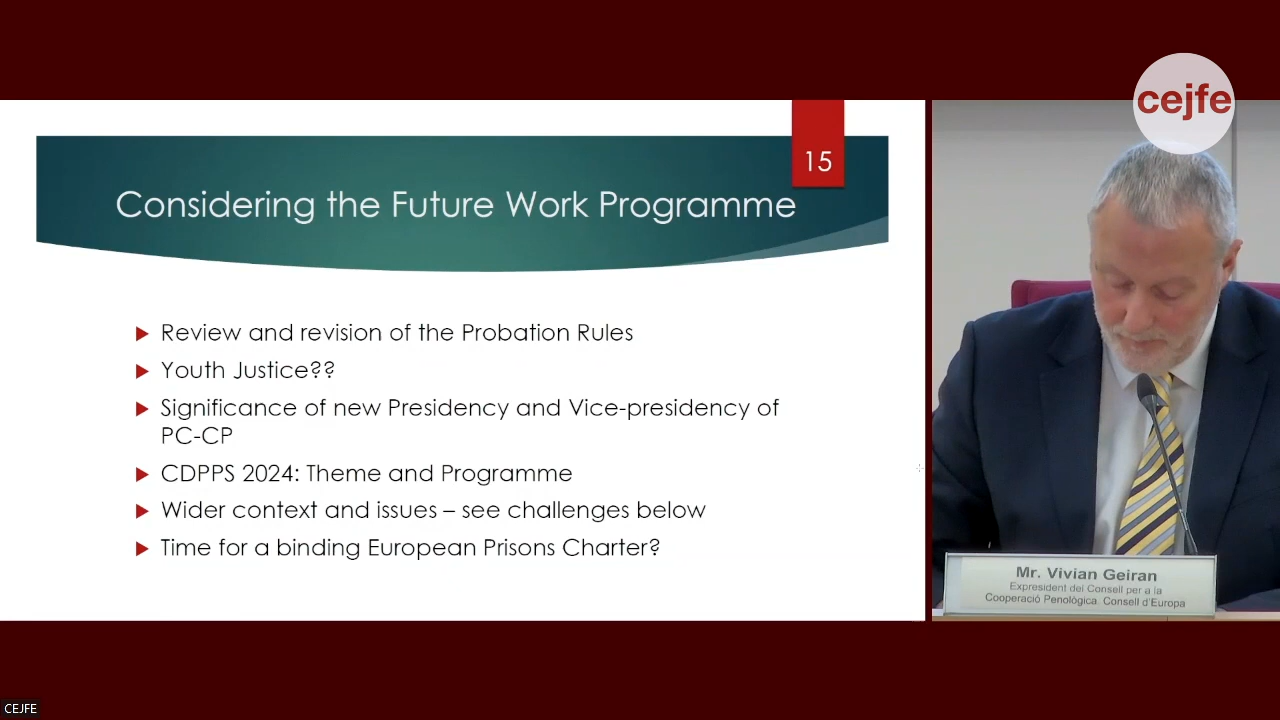 cejfe
15
Considering the Future Work Programme
Review and revision of the Probation Rules
Youth Justice??
Significance of new Presidency and Vice-presidency of
PC-CP
CDPPS 2024: Theme and Programme
Wider context and issues – see challenges below
Time for a binding European Prisons Charter?
Mr. Vivian Geiran
Expresident del Consell per a la
Cooperació Penològica. Consell d'Europa
CEJFE